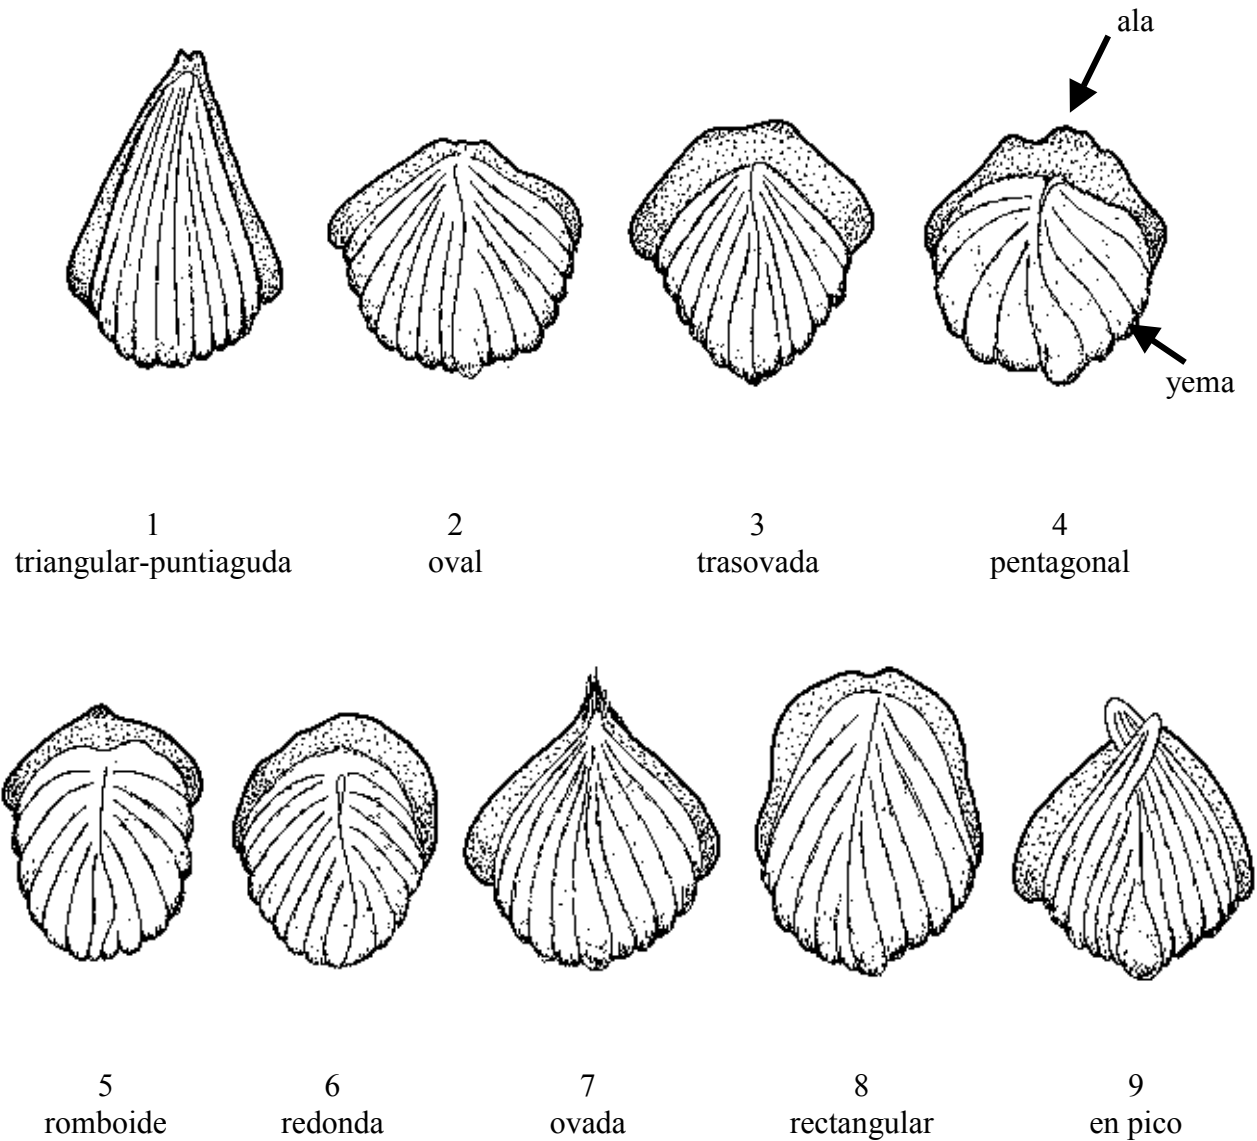 ala
yema
1 2 3 4
triangular-puntiaguda oval trasovada pentagonal
5 6 7 8 9
romboide redonda ovada rectangular en pico